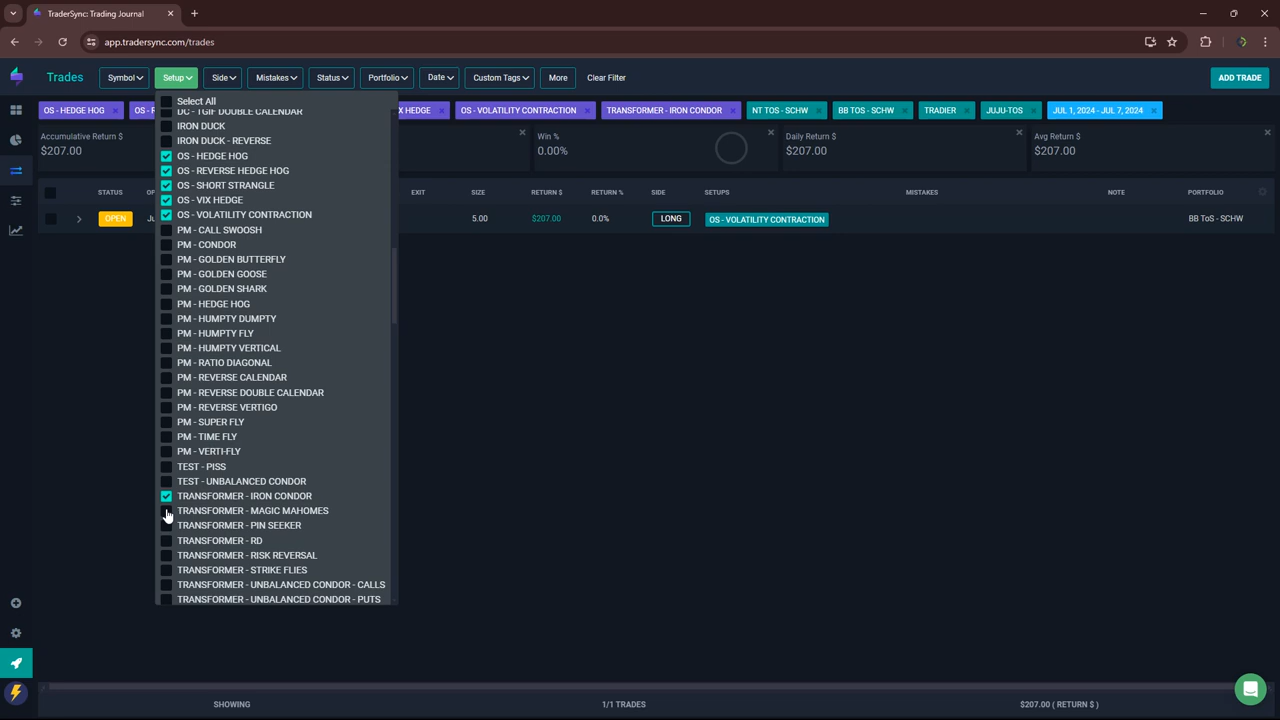 TraderSync: Trading Journal
app.tradersync.com/trades
Trades
Symbol
Setup
Side
Mistakes
Status
Portfolio
Date
Custom Tags
More
Clear Filter
ADD TRADE
OS - HEDGE HOG
IX HEDGE
OS - VOLATILITY CONTRACTION
TRANSFORMER - IRON CONDOR
NT TOS - SCHW
BB TOS - SCHW
TRADIER
JUJU-TOS
JUL 1, 2024 - JUL 7, 2024
Accumulative Return $
$207.00
Win %
0.00%
Daily Return $
$207.00
Avg Return $
$207.00
STATUS
EXIT
SIZE
RETURN $
RETURN %
SIDE
SETUPS
MISTAKES
NOTE
PORTFOLIO
OPEN
5.00
$207.00
0.0%
LONG
OS - VOLATILITY CONTRACTION
BB ToS - SCHW
Select All
DC - TGIF DOUBLE CALENDAR
IRON DUCK
IRON DUCK - REVERSE
OS - HEDGE HOG
OS - REVERSE HEDGE HOG
OS - SHORT STRANGLE
OS - VIX HEDGE
OS - VOLATILITY CONTRACTION
PM - CALL SWOOSH
PM - CONDOR
PM - GOLDEN BUTTERFLY
PM - GOLDEN GOOSE
PM - GOLDEN SHARK
PM - HEDGE HOG
PM - HUMPTY DUMPTY
PM - HUMPTY FLY
PM - HUMPTY VERTICAL
PM - RATIO DIAGONAL
PM - REVERSE CALENDAR
PM - REVERSE DOUBLE CALENDAR
PM - REVERSE VERTIGO
PM - SUPER FLY
PM - TIME FLY
PM - VERTI-FLY
TEST - PISS
TEST - UNBALANCED CONDOR
TRANSFORMER - IRON CONDOR
TRANSFORMER - MAGIC MAHOMES
TRANSFORMER - PIN SEEKER
TRANSFORMER - RD
TRANSFORMER - RISK REVERSAL
TRANSFORMER - STRIKE FLIES
TRANSFORMER - UNBALANCED CONDOR - CALLS
TRANSFORMER - UNBALANCED CONDOR - PUTS
SHOWING
1/1 TRADES
$207.00 ( RETURN $ )